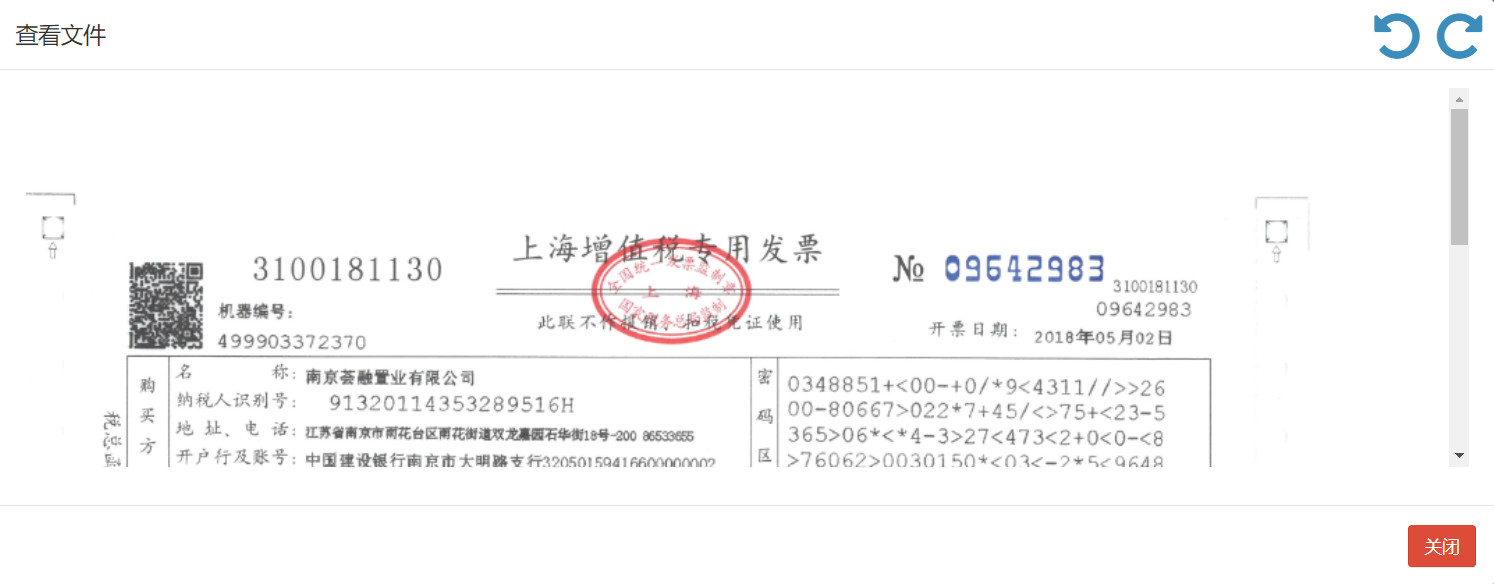 查看文件
上海增值税专用发票
3100181130
№ 09642983
3100181130
09642983
全国统一发票监制章
上海
国家税务总局监制
机器编号:
499903372370
此联不作报销、扣税凭证使用
开票日期: 2018年05月02日
购买方
名 称: 南京荟融置业有限公司
纳税人识别号: 91320114353289516H
地 址、电 话: 江苏省南京市雨花台区雨花街道双龙嘉园石华街18号-200 86533655
开户行及账号: 中国建设银行南京市大明路支行32050159416600000002
密码区
0348851+<00-+0/*9<4311//>>26
00-80667>022*7+45/<>75+<23-5
365>06*<*4-3>27<473<2+0<0-<8
>76062>0030150*<03<-2*5<9648
税总函
关闭